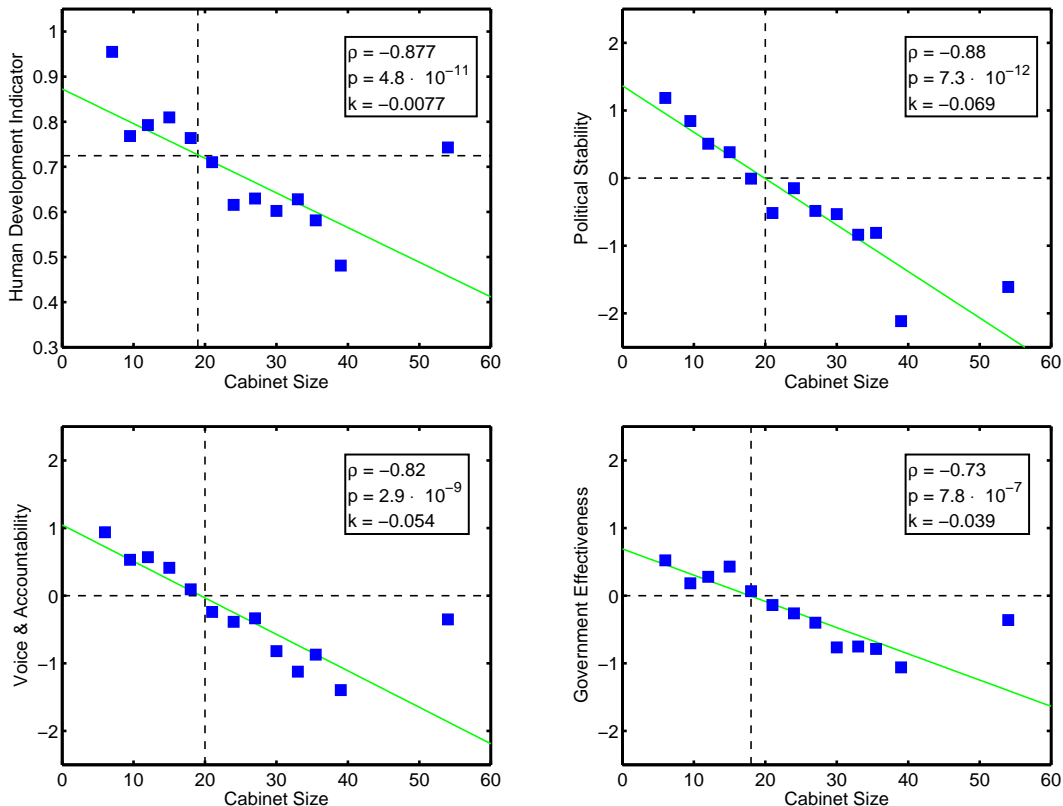 1
0.9
0.8
0.7
0.6
0.5
0.4
0.3
0 10 20 30 40 50 60
Human Development Indicator
Cabinet Size
ρ = −0.877
p = 4.8 · 10^−11
k = −0.0077
2
1
0
−1
−2
0 10 20 30 40 50 60
Political Stability
Cabinet Size
ρ = −0.88
p = 7.3 · 10^−12
k = −0.069
2
1
0
−1
−2
0 10 20 30 40 50 60
Voice & Accountability
Cabinet Size
ρ = −0.82
p = 2.9 · 10^−9
k = −0.054
2
1
0
−1
−2
0 10 20 30 40 50 60
Government Effectiveness
Cabinet Size
ρ = −0.73
p = 7.8 · 10^−7
k = −0.039